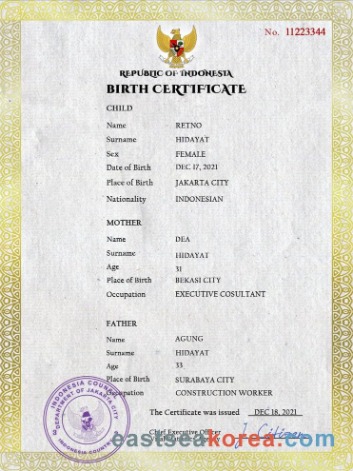 No. 11223344
REPUBLIC OF INDONESIA
BIRTH CERTIFICATE
CHILD
Name RETNO
Surname HIDAYAT
Sex FEMALE
Date of Birth DEC 17, 2021
Place of Birth JAKARTA CITY
Nationality INDONESIAN
MOTHER
Name DEA
Surname HIDAYAT
Age 31
Place of Birth BEKASI CITY
Occupation EXECUTIVE COSULTANT
FATHER
Name AGUNG
Surname HIDAYAT
Age 33
Place of Birth SURABAYA CITY
Occupation CONSTRUCTION WORKER
The Certificate was issued DEC 18, 2021
Chief Executive Officer
J. Citizen
eastseakorea.com
DEPARTMENT OF JAKARTA CITY